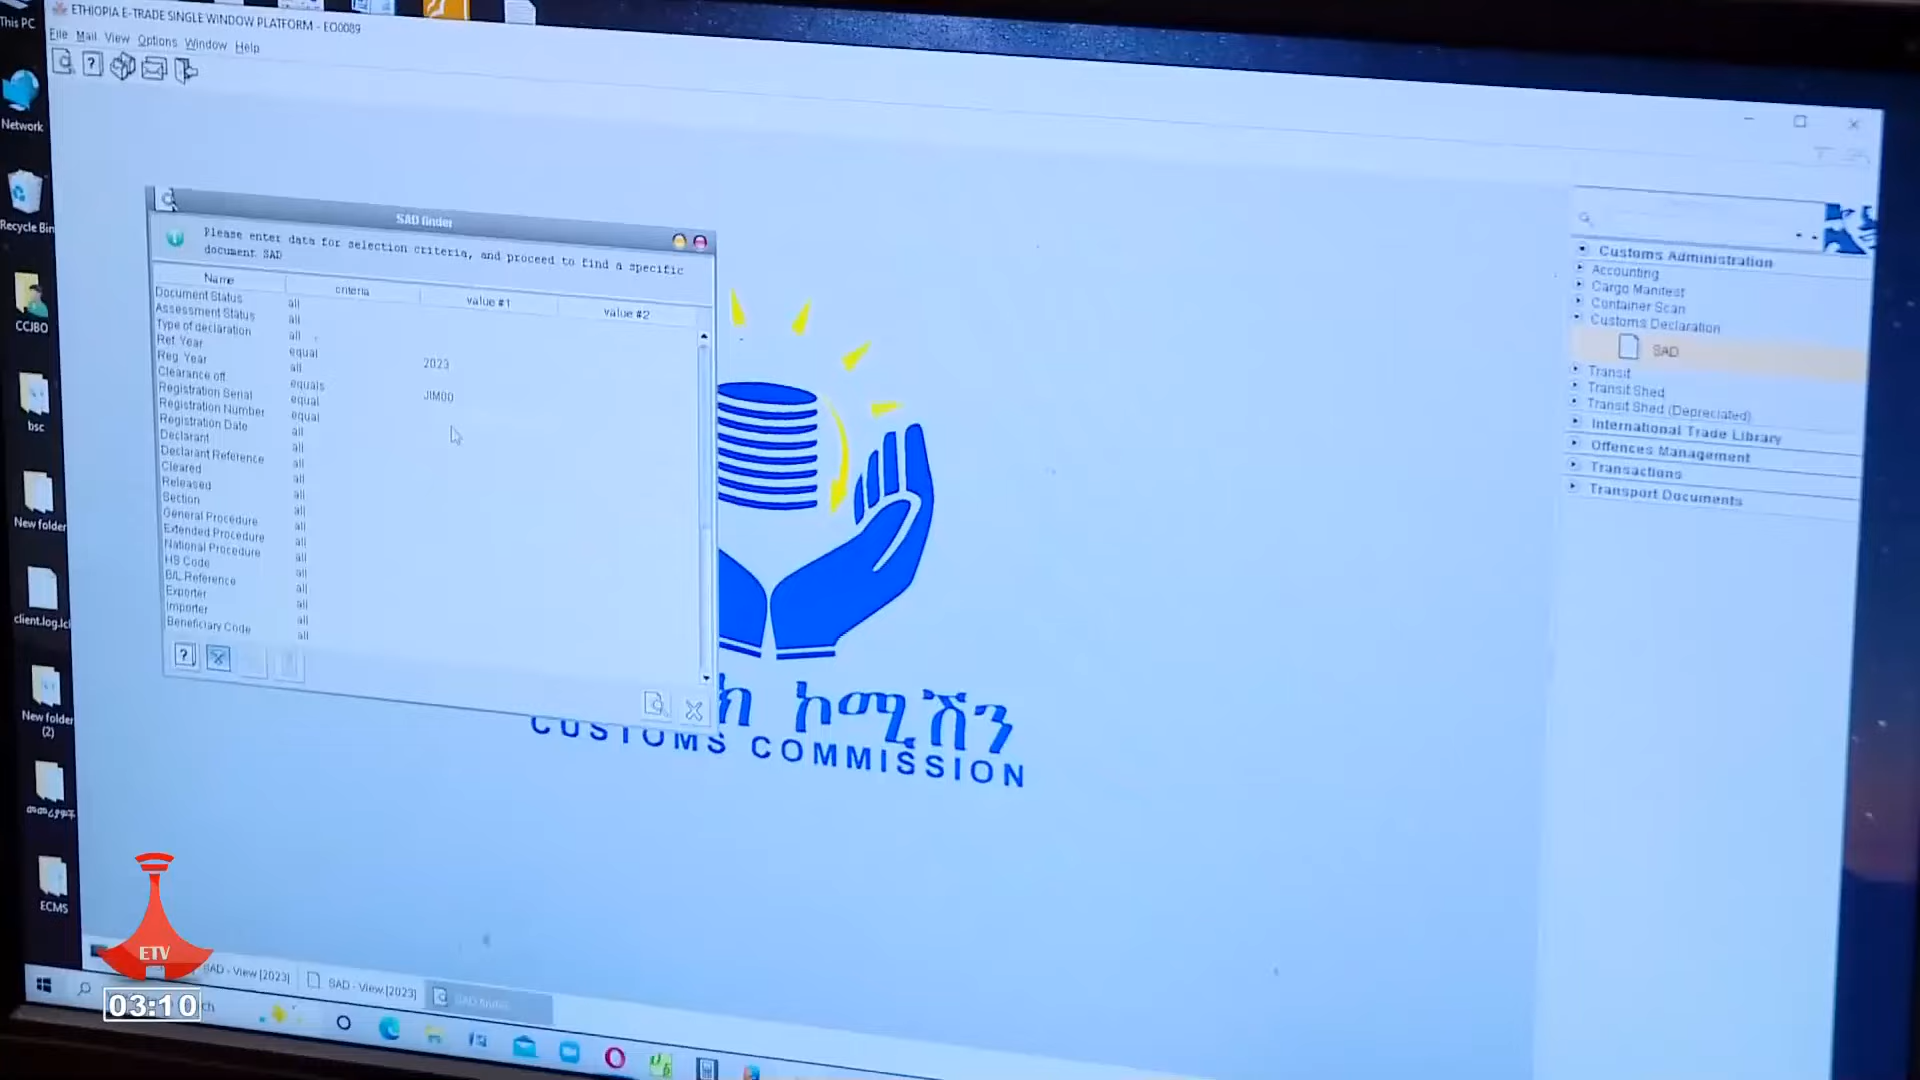 This PC
ETHIOPIA E-TRADE SINGLE WINDOW PLATFORM - EO0089
File Mail View Options Window Help
Network
Recycle Bin
CCJBO
bsc
New folder
client.log.lcl
New folder (2)
መመሪያዎች
ECMS
SAD finder
Please enter data for selection criteria, and proceed to find a specific
document SAD
Name criteria value #1 value #2
Document Status all
Assessment Status all
Type of declaration all
Ref. Year equal 2023
Reg. Year all
Clearance off. equals JIM00
Registration Serial equal
Registration Number equal
Registration Date all
Declarant all
Declarant Reference all
Cleared all
Released all
Section all
General Procedure all
Extended Procedure all
National Procedure all
HS Code all
B/L Reference all
Exporter all
Importer all
Beneficiary Code all
Customs Administration
Accounting
Cargo Manifest
Container Scan
Customs Declaration
SAD
Transit
Transit Shed
Transit Shed (Depreciated)
International Trade Library
Offences Management
Transactions
Transport Documents
ክ ኮሚሽን
CUSTOMS COMMISSION
SAD - View [2023]
SAD - View [2023]
SAD finder
ETV
03:10